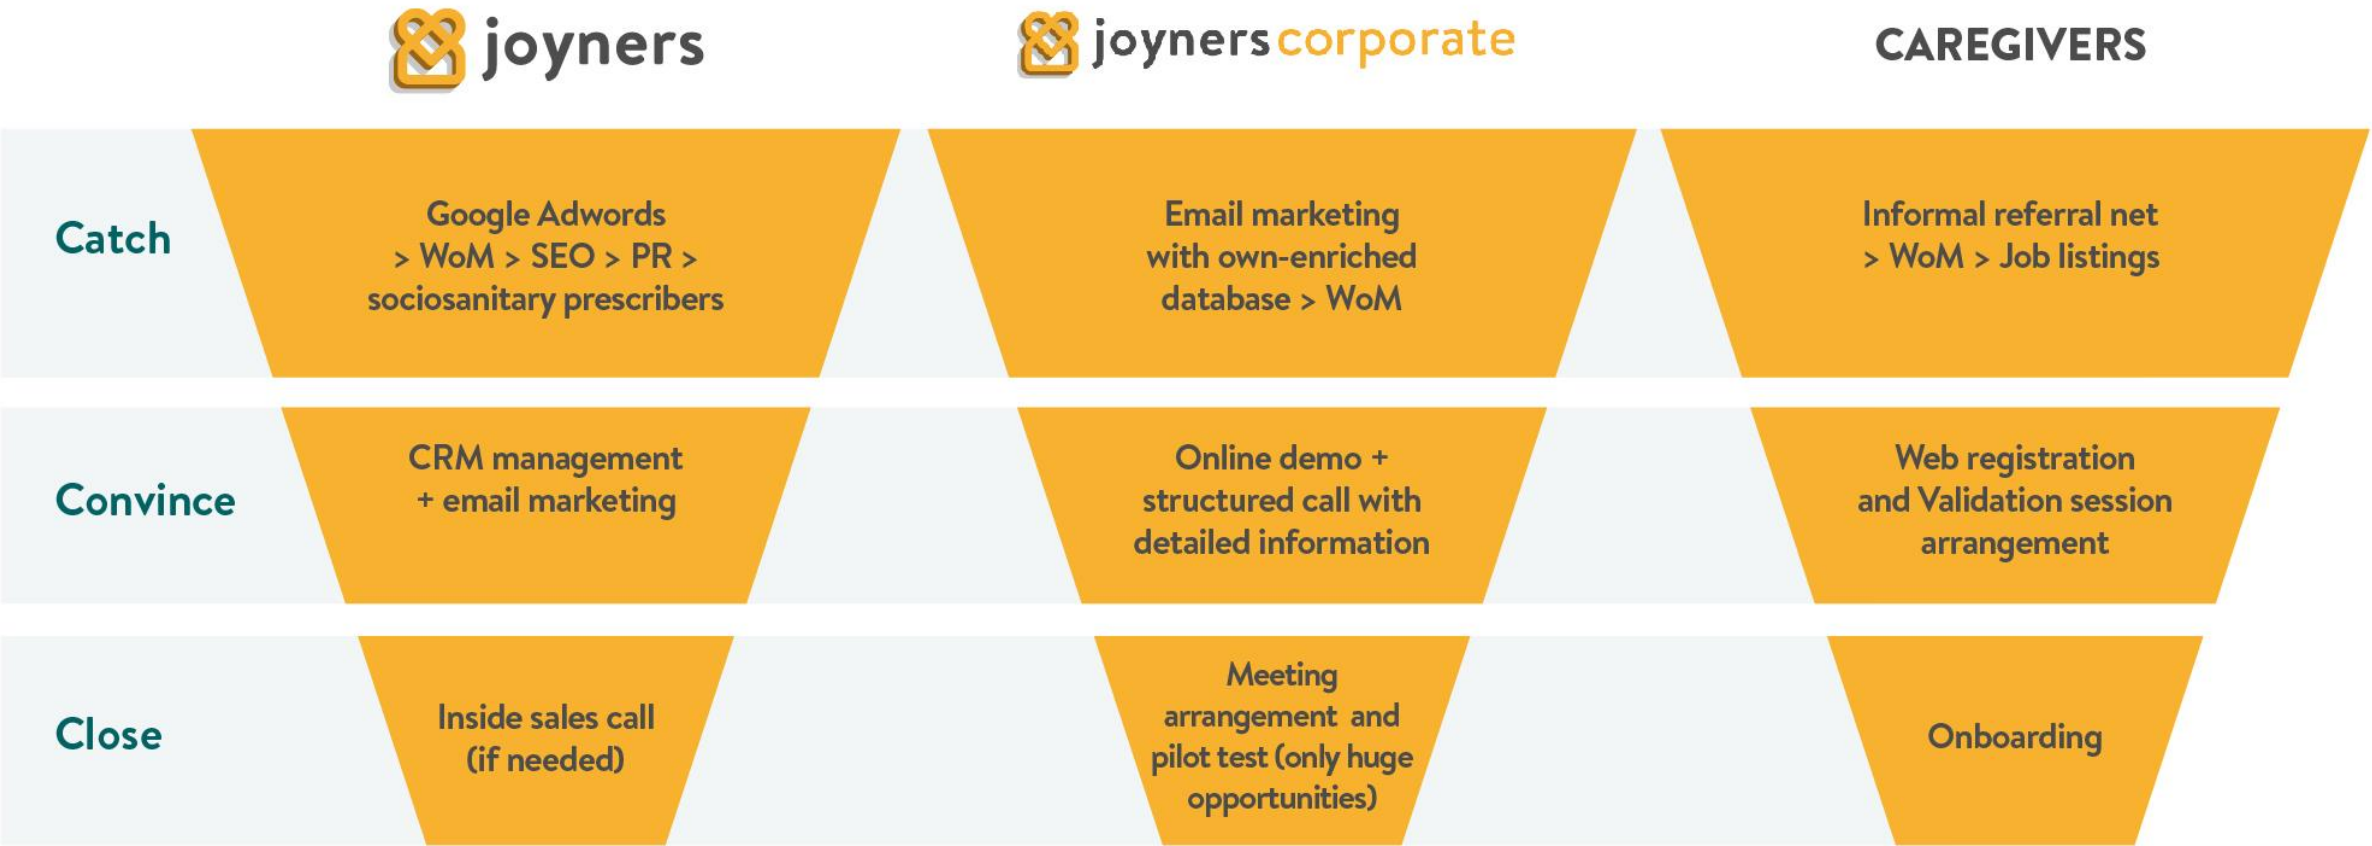 joyners
joynerscorporate
CAREGIVERS
Catch
Google Adwords
> WoM > SEO > PR >
sociosanitary prescribers
Email marketing
with own-enriched
database > WoM
Informal referral net
> WoM > Job listings
Convince
CRM management
+ email marketing
Online demo +
structured call with
detailed information
Web registration
and Validation session
arrangement
Close
Inside sales call
(if needed)
Meeting
arrangement and
pilot test (only huge
opportunities)
Onboarding